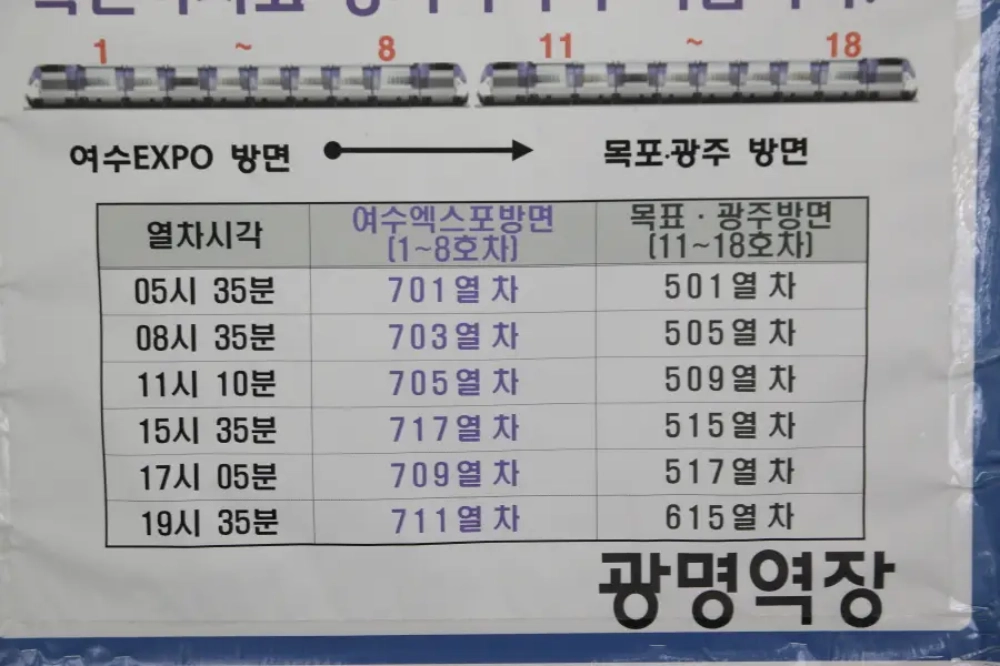 1 ~ 8 11 ~ 18
여수EXPO 방면 목포·광주 방면
열차시각 여수엑스포방면 (1~8호차) 목표·광주방면 (11~18호차)
05시 35분 701열차 501열차
08시 35분 703열차 505열차
11시 10분 705열차 509열차
15시 35분 717열차 515열차
17시 05분 709열차 517열차
19시 35분 711열차 615열차
광명역장